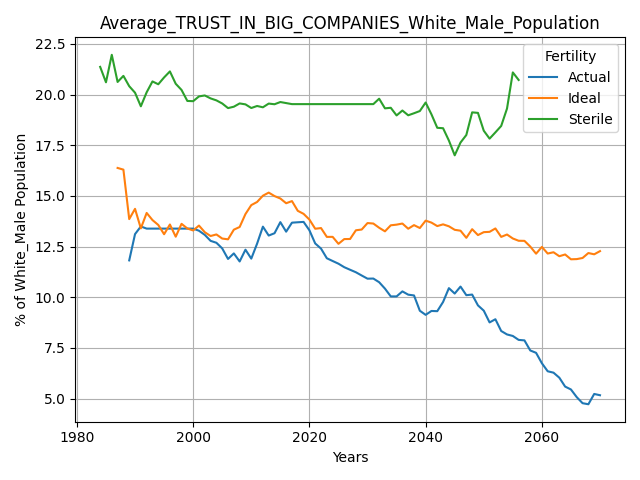 Average_TRUST_IN_BIG_COMPANIES_White_Male_Population
% of White_Male Population
22.5
20.0
17.5
15.0
12.5
10.0
7.5
5.0
Fertility
Actual
Ideal
Sterile
1980
2000
2020
2040
2060
Years